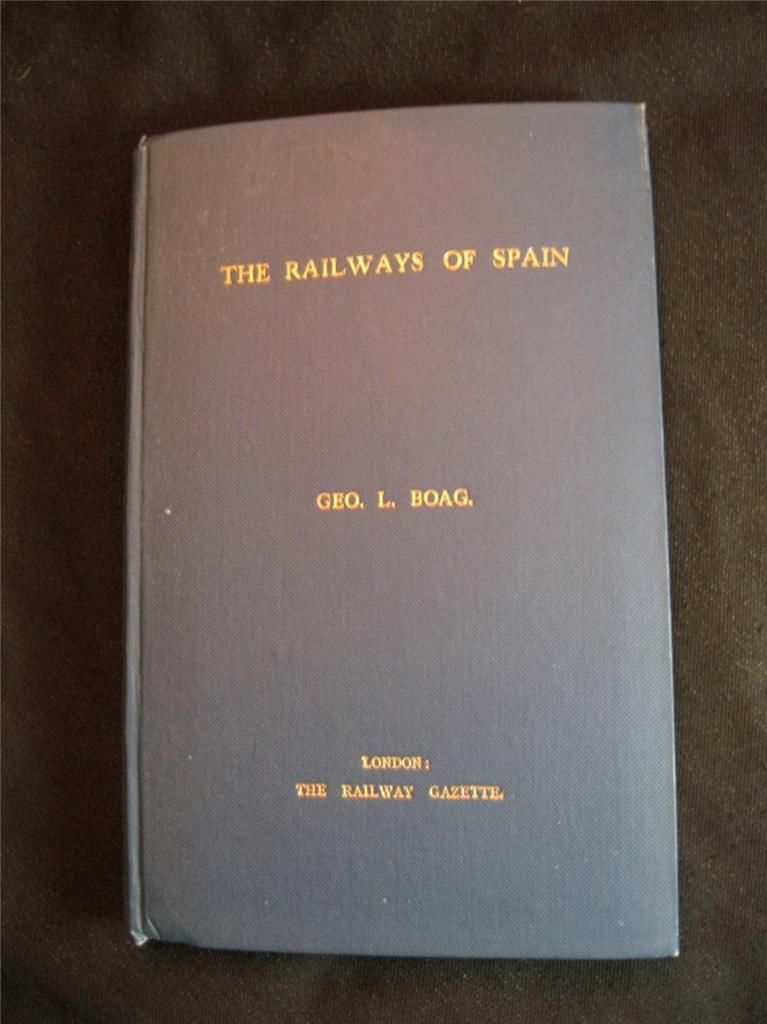 THE RAILWAYS OF SPAIN
GEO. L. BOAG.
LONDON:
THE RAILWAY GAZETTE.